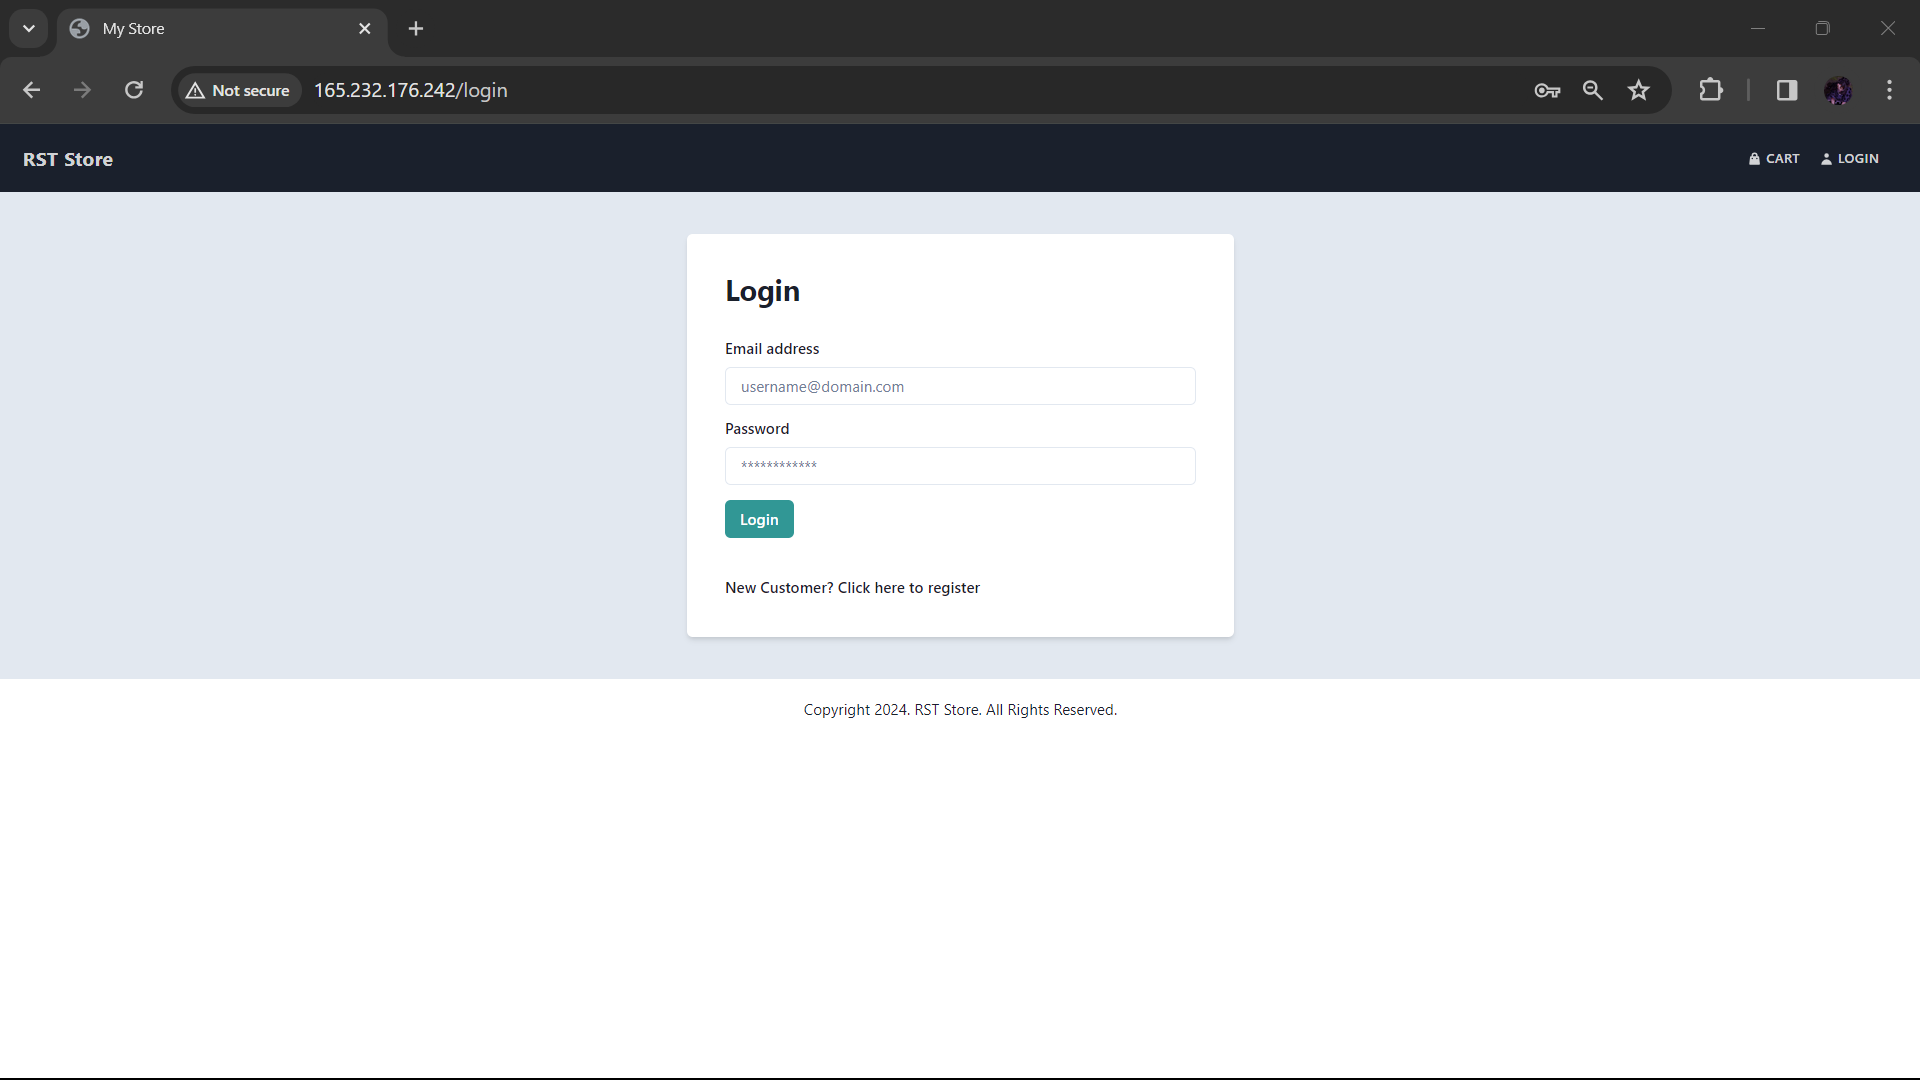 My Store
Not secure
165.232.176.242/login
RST Store
CART
LOGIN
Login
Email address
username@domain.com
Password
************
Login
New Customer? Click here to register
Copyright 2024. RST Store. All Rights Reserved.